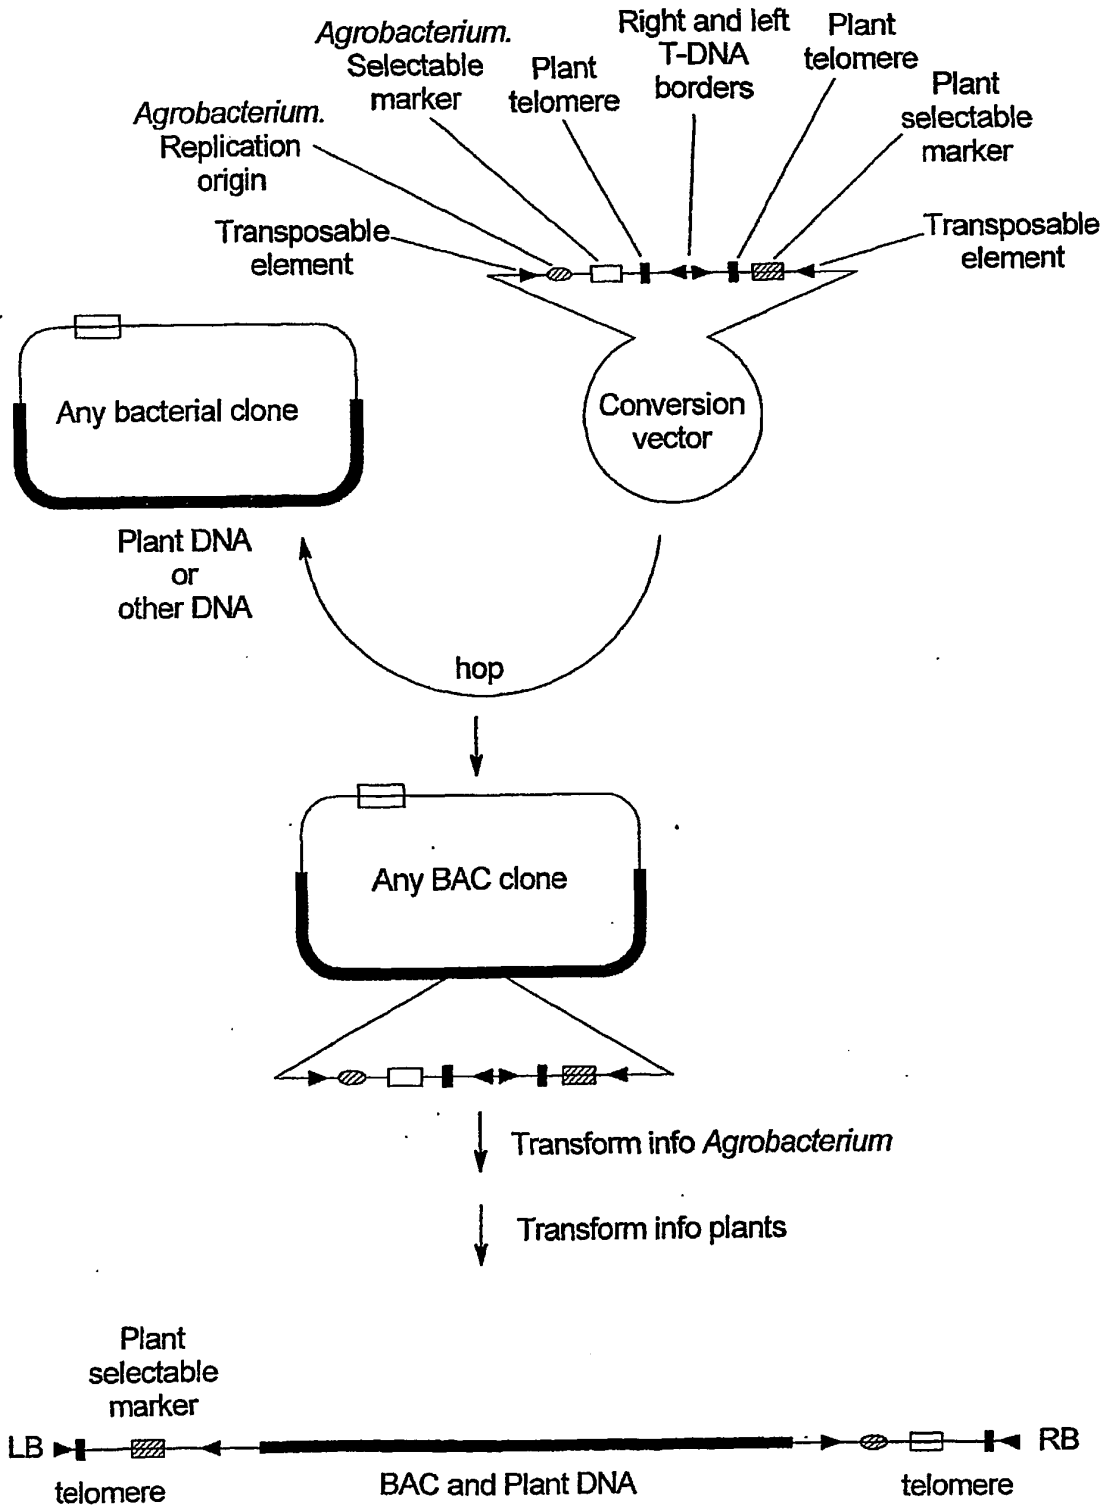 Agrobacterium.
Replication
origin
Agrobacterium.
Selectable
marker
Plant
telomere
Right and left
T-DNA
borders
Plant
telomere
Plant
selectable
marker
Transposable
element
Transposable
element
Any bacterial clone
Conversion
vector
Plant DNA
or
other DNA
hop
Any BAC clone
Transform info Agrobacterium
Transform info plants
Plant
selectable
marker
LB
RB
telomere
BAC and Plant DNA
telomere